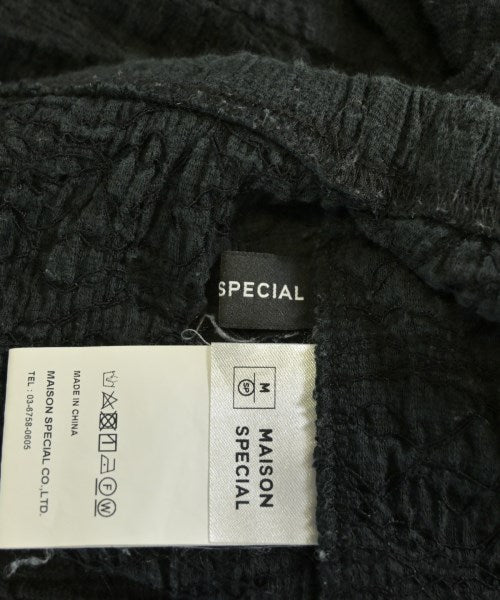 SPECIAL
M
SP
MAISON
SPECIAL
F
W
MADE IN CHINA
MAISON SPECIAL CO.,LTD.
TEL : 03-6758-0605